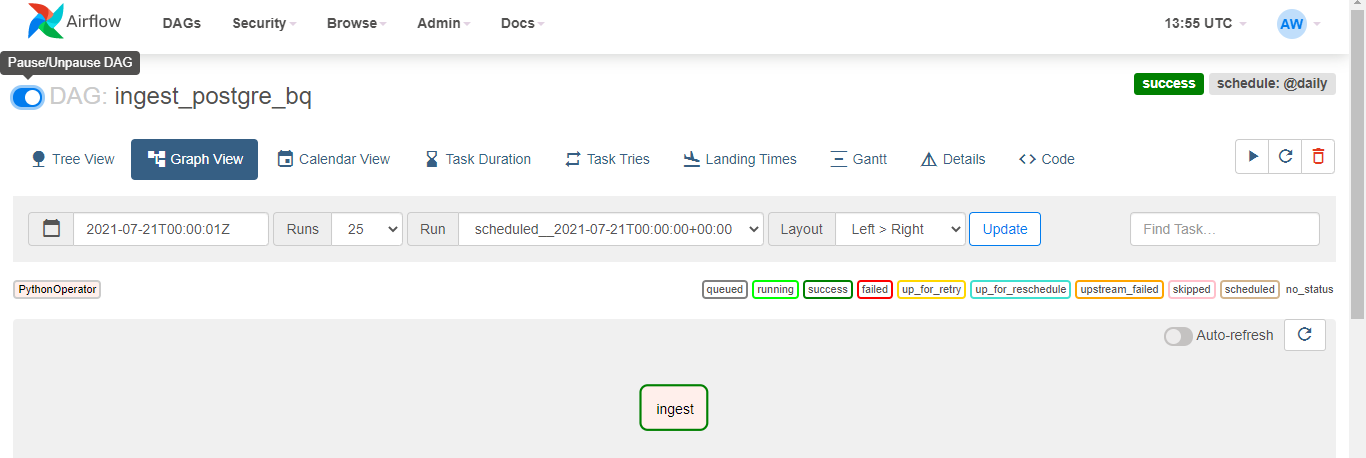 Airflow DAGs Security Browse Admin Docs 13:55 UTC AW
Pause/Unpause DAG
DAG: ingest_postgre_bq success schedule: @daily
Tree View Graph View Calendar View Task Duration Task Tries Landing Times Gantt Details Code
2021-07-21T00:00:01Z Runs 25 Run scheduled__2021-07-21T00:00:00+00:00 Layout Left > Right Update Find Task...
PythonOperator queued running success failed up_for_retry up_for_reschedule upstream_failed skipped scheduled no_status
Auto-refresh
ingest